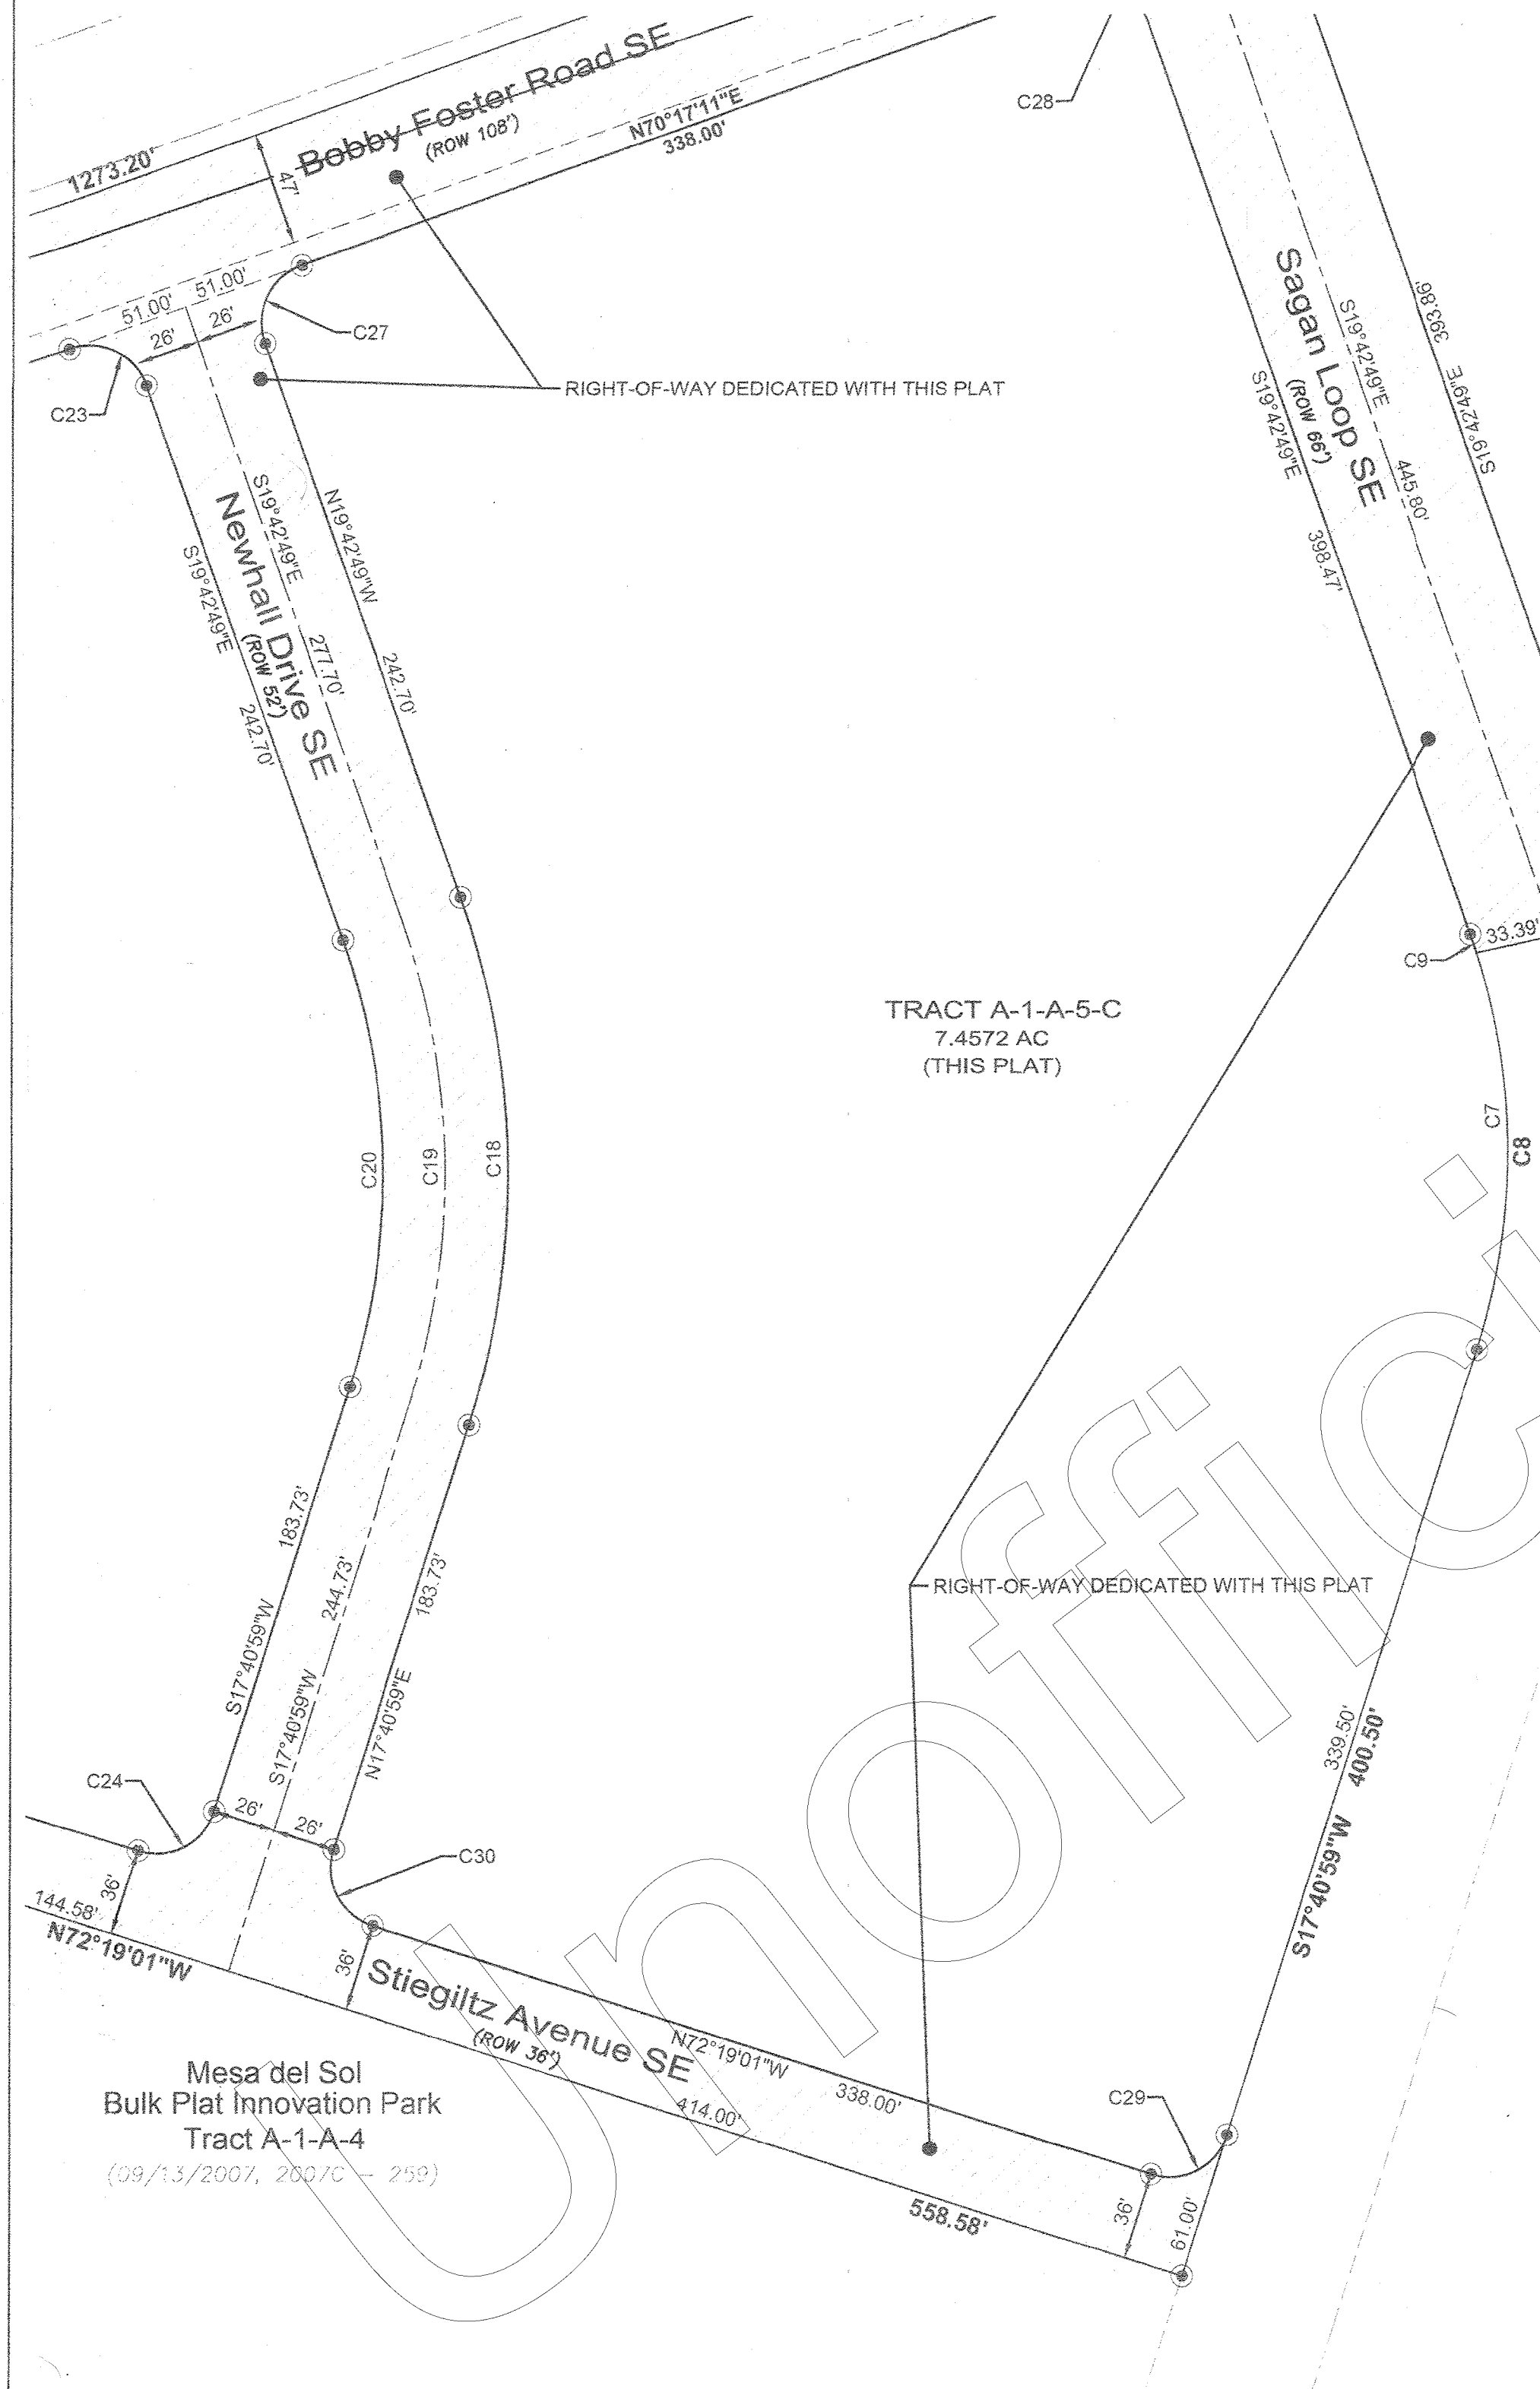 Bobby Foster Road SE
(ROW 108')
1273.20'
47'
N70°17'11"E
338.00'
C28
51.00'
51.00'
26'
26'
C27
C23
RIGHT-OF-WAY DEDICATED WITH THIS PLAT
Sagan Loop SE
(ROW 66')
S19°42'49"E
445.80'
S19°42'49"E
398.47'
S19°42'49"E
393.86'
Newhall Drive SE
(ROW 52')
S19°42'49"E
277.70'
N19°42'49"W
242.70'
S19°42'49"E
242.70'
33.39'
C9
TRACT A-1-A-5-C
7.4572 AC
(THIS PLAT)
C20
C19
C18
C7
C8
183.73'
S17°40'59"W
244.73'
S17°40'59"W
183.73'
N17°40'59"E
RIGHT-OF-WAY DEDICATED WITH THIS PLAT
339.50'
400.50'
S17°40'59"W
C24
26'
26'
C30
36'
144.58'
N72°19'01"W
36'
Stiegiltz Avenue SE
(ROW 36')
N72°19'01"W
338.00'
414.00'
C29
36'
61.00'
558.58'
Mesa del Sol
Bulk Plat Innovation Park
Tract A-1-A-4
(09/13/2007, 2007C - 259)
Unoffici